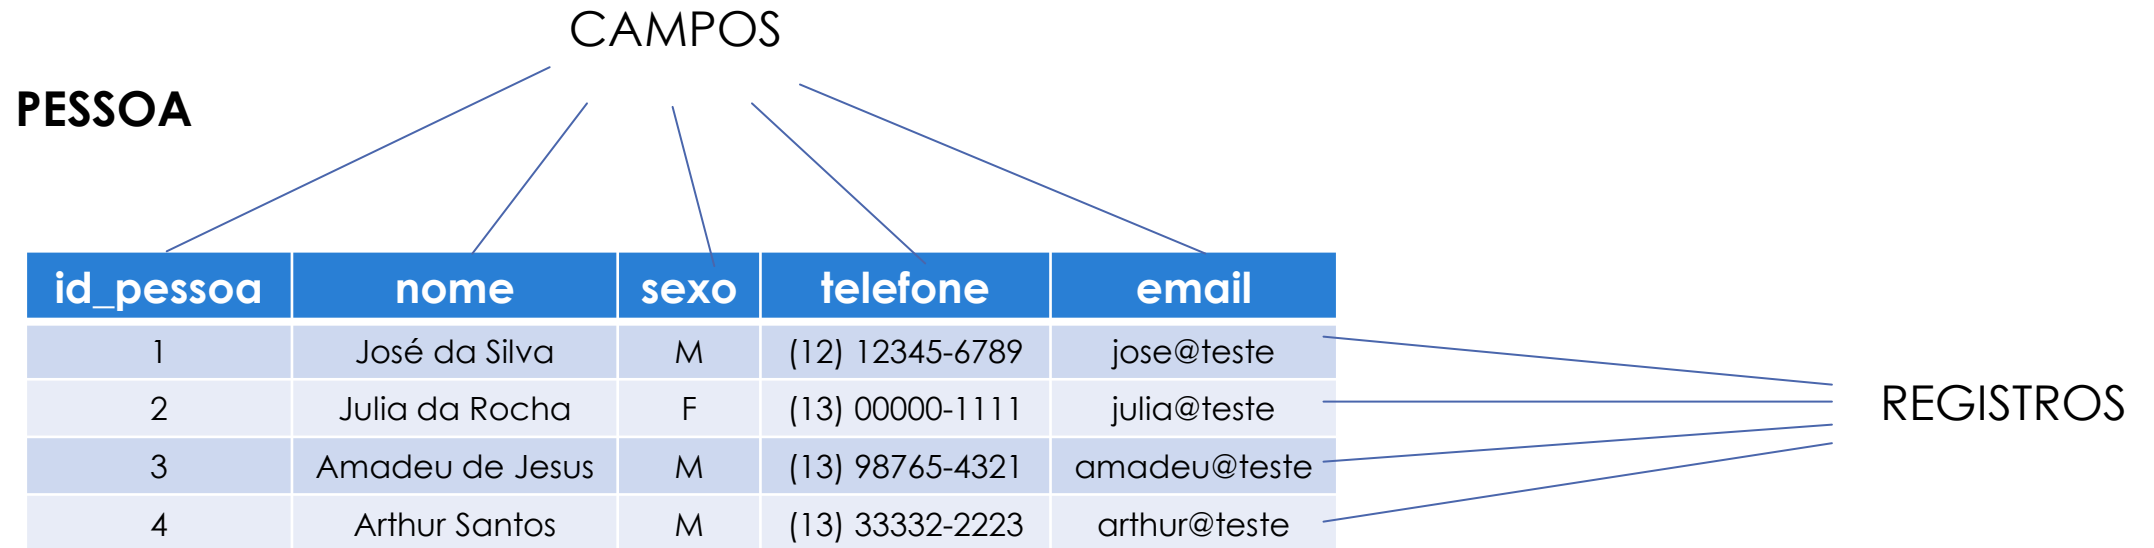 CAMPOS
PESSOA
id_pessoa nome sexo telefone email
1 José da Silva M (12) 12345-6789 jose@teste
2 Julia da Rocha F (13) 00000-1111 julia@teste
REGISTROS
3 Amadeu de Jesus M (13) 98765-4321 amadeu@teste
4 Arthur Santos M (13) 33332-2223 arthur@teste